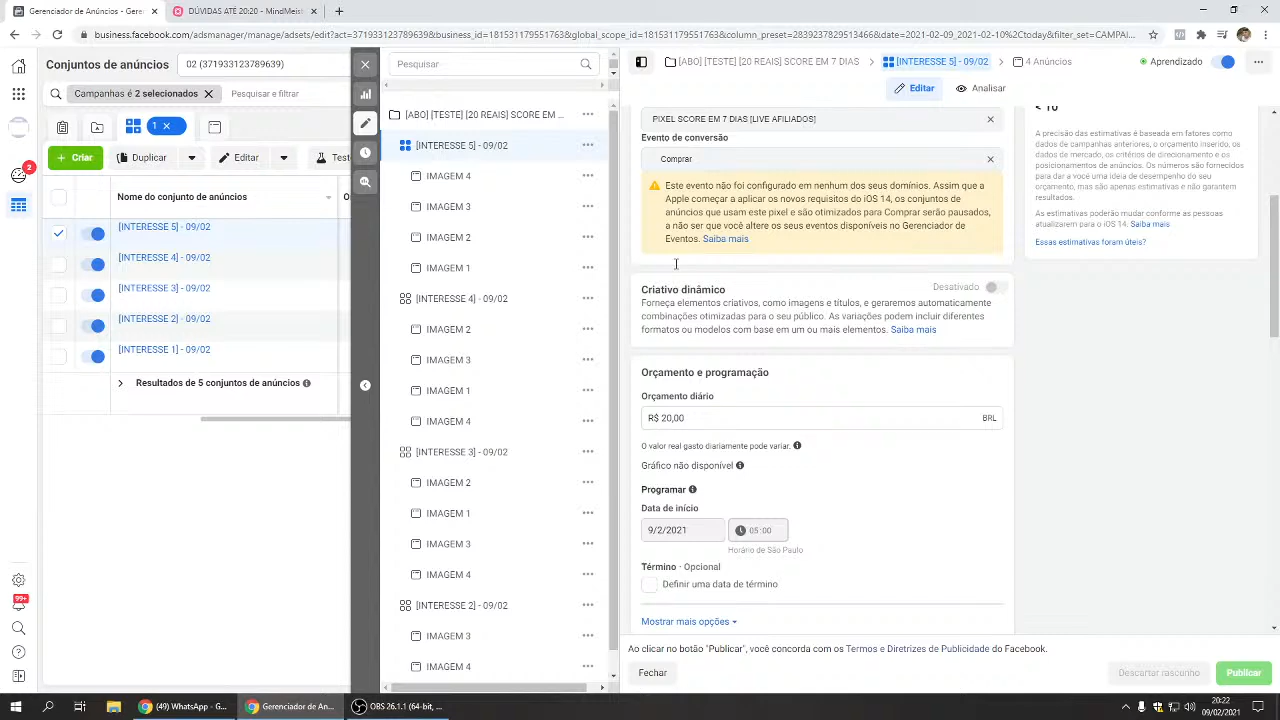 Gerenciador de Anúncios - Geren
DÚVIDAS ATÉ20:20 - MindMeist
business.facebook.com/adsmanager/manage/adsets/edit?act=371933123789639&business_id=181531179551763&global_scope_id=181531179551763&column_preset=2839237829513466&date=2021-02-09_2021-02-10%2Ctoday&filter_set=CAMPAI...
Conjuntos de anúncios
02 (371933123789639)
Campanhas é 2 selecionados
Pesquisar e filtrar
1
Criar
Duplicar
Editar
Test
Nome do conjunto de anúncios
[INTERESSE 5] - 09/02
[INTERESSE 4] - 09/02
[INTERESSE 3] - 09/02
[INTERESSE 2] - 09/02
[INTERESSE 1] - 09/02
Resultados de 5 conjuntos de anúncios
2
99+
Pesquisar
[ABO] [TESTE] [20 REAIS] SCORE EM ...
[INTERESSE 5] - 09/02
IMAGEM 4
IMAGEM 3
IMAGEM 2
IMAGEM 1
[INTERESSE 4] - 09/02
IMAGEM 2
IMAGEM 3
IMAGEM 1
IMAGEM 4
[INTERESSE 3] - 09/02
IMAGEM 2
IMAGEM 1
IMAGEM 3
IMAGEM 4
[INTERESSE 2] - 09/02
IMAGEM 3
IMAGEM 4
[ABO] [TESTE] [20 REAIS] SCORE EM 7 DIAS
[INTERESSE 5] - 09/02
4 Anúncios
Aprendizado
Editar
Analisar
PIXEL SCORE EM 7 DIAS [LIVE AFILIADOS]
Evento de conversão
Comprar
Este evento não foi configurado em nenhum dos seus domínios. Assim que a
Apple começar a aplicar os novos requisitos do iOS 14, os conjuntos de
anúncios que usam este pixel e são otimizados para Comprar serão pausados,
a não ser que você altere os seus eventos disponíveis no Gerenciador de
Eventos. Saiba mais
Criativo dinâmico
Desativado
Forneça elementos criativos, como imagens e títulos, e geraremos automaticamente
combinações otimizadas para o seu público. As variações podem incluir diferentes
formatos ou modelos com base em um ou mais elementos. Saiba mais
Orçamento e programação
Orçamento diário
R$ 20,00
BRL
O valor real gasto diariamente pode variar.
Gráfico não disponível
Programar
Data de início
9/2/2021
05:00
Horário de São Paulo
Término · Opcional
Definir uma data de término
Mostrar mais opções
Ao clicar no botão "Publicar", você concorda com os Termos e Diretrizes de Publicidade do Facebook.
Fechar
Descartar rascunho
Publicar
< 10
A precisão das estimativas é baseada em fatores como
dados de campanhas anteriores, o orçamento inserido, os
dados de mercado, os critérios de direcionamento e os
posicionamentos de anúncios. Os números são fornecidos
para dar a você uma ideia de desempenho do seu
orçamento, mas são apenas estimativas e não garantem
resultados.
As estimativas poderão mudar conforme as pessoas
atualizarem para o iOS 14. Saiba mais
Essas estimativas foram úteis?
() WhatsApp - G...
Gerenciador de An...
OBS 26.1.1 (64-bit, ...
20:22
09/02/2021